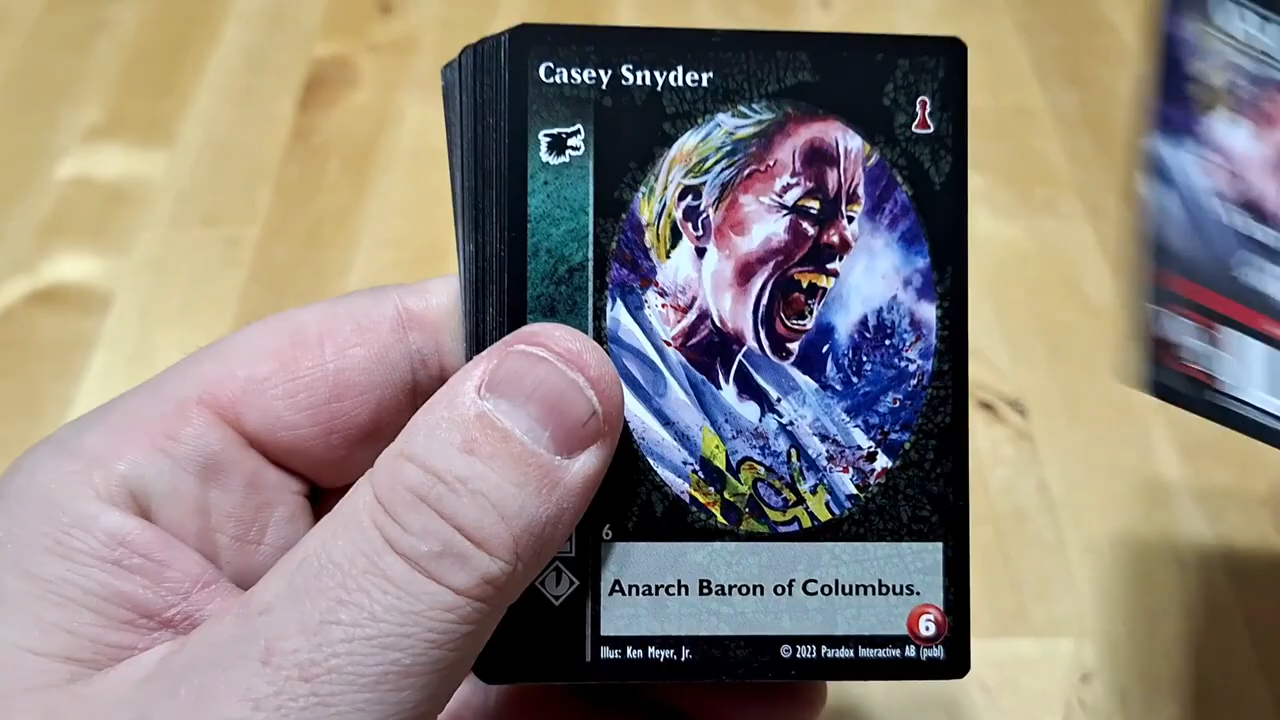 Casey Snyder
6
Anarch Baron of Columbus.
6
Illus: Ken Meyer, Jr.
© 2023 Paradox Interactive AB (publ)